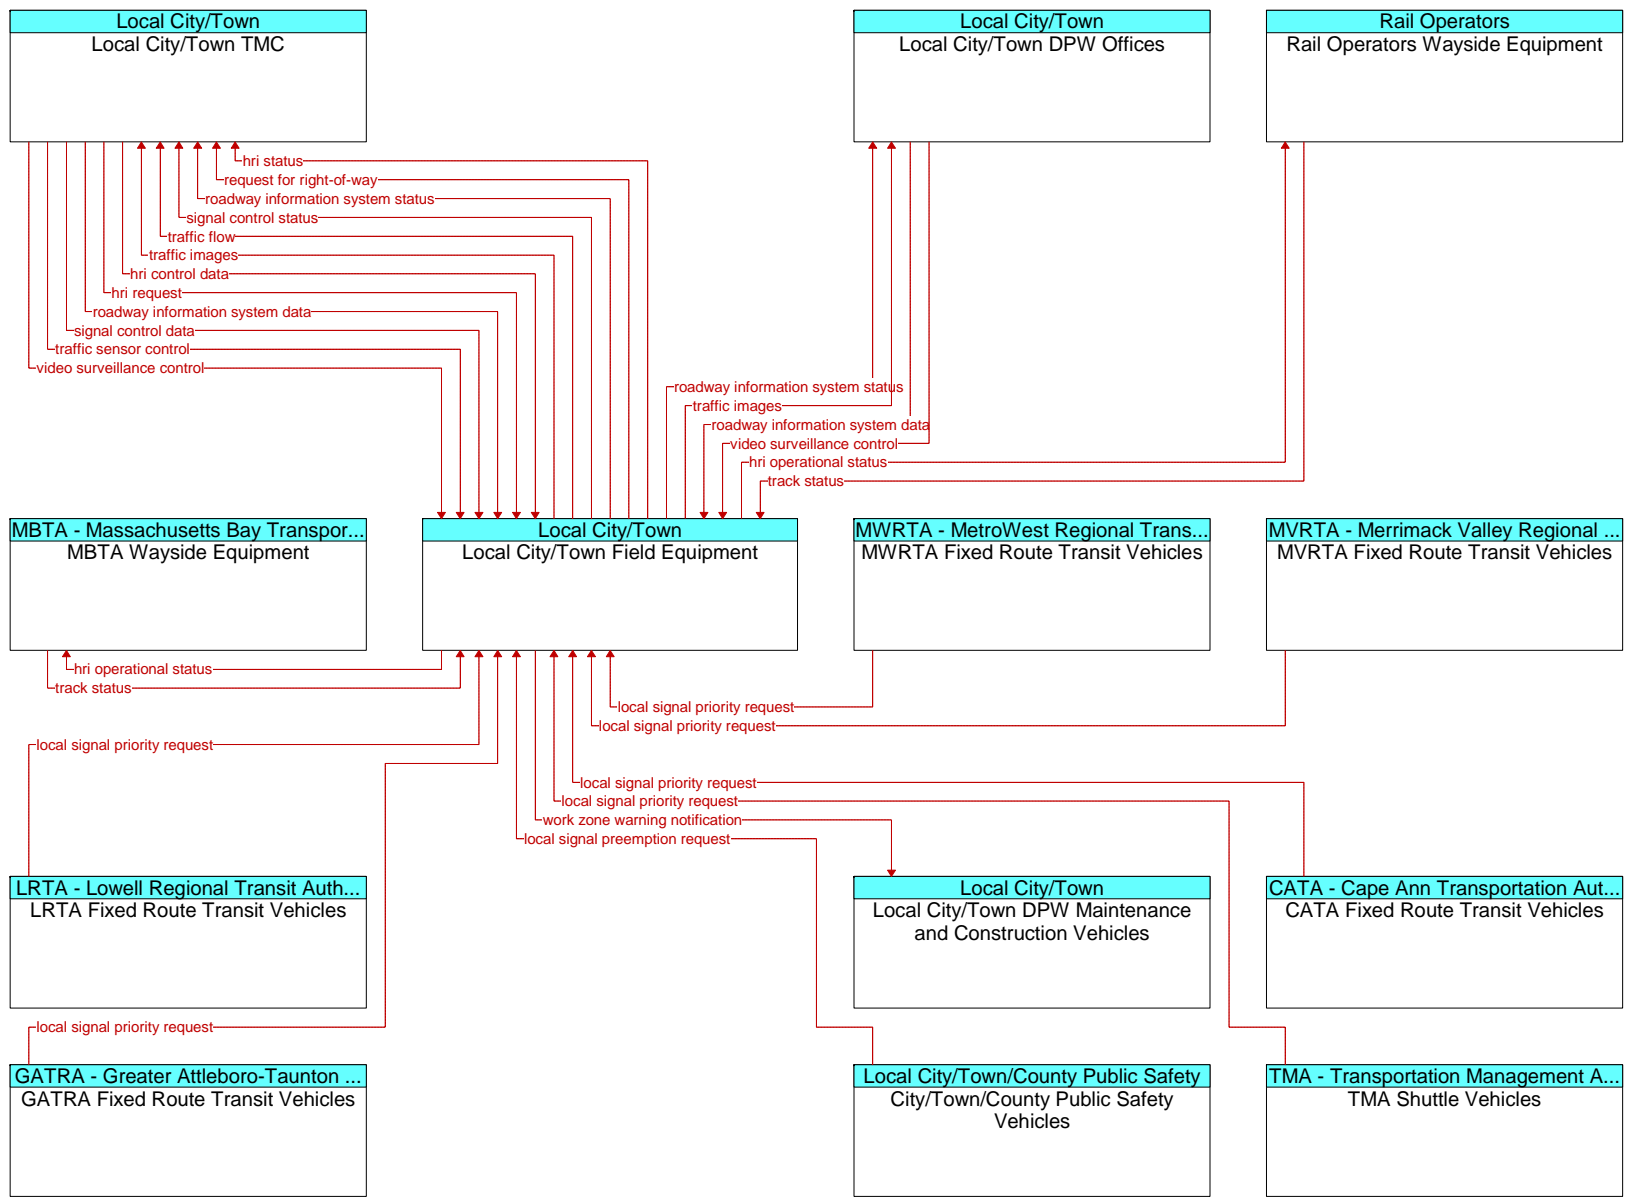 Local City/Town
Local City/Town TMC
Local City/Town
Local City/Town DPW Offices
Rail Operators
Rail Operators Wayside Equipment
hri status
request for right-of-way
roadway information system status
signal control status
traffic flow
traffic images
hri control data
hri request
roadway information system data
signal control data
traffic sensor control
video surveillance control
roadway information system status
traffic images
roadway information system data
video surveillance control
hri operational status
track status
MBTA - Massachusetts Bay Transpor...
MBTA Wayside Equipment
Local City/Town
Local City/Town Field Equipment
MWRTA - MetroWest Regional Trans...
MWRTA Fixed Route Transit Vehicles
MVRTA - Merrimack Valley Regional ...
MVRTA Fixed Route Transit Vehicles
hri operational status
track status
local signal priority request
local signal priority request
local signal priority request
local signal priority request
local signal priority request
work zone warning notification
local signal preemption request
LRTA - Lowell Regional Transit Auth...
LRTA Fixed Route Transit Vehicles
Local City/Town
Local City/Town DPW Maintenance
and Construction Vehicles
CATA - Cape Ann Transportation Aut...
CATA Fixed Route Transit Vehicles
local signal priority request
GATRA - Greater Attleboro-Taunton ...
GATRA Fixed Route Transit Vehicles
Local City/Town/County Public Safety
City/Town/County Public Safety
Vehicles
TMA - Transportation Management A...
TMA Shuttle Vehicles